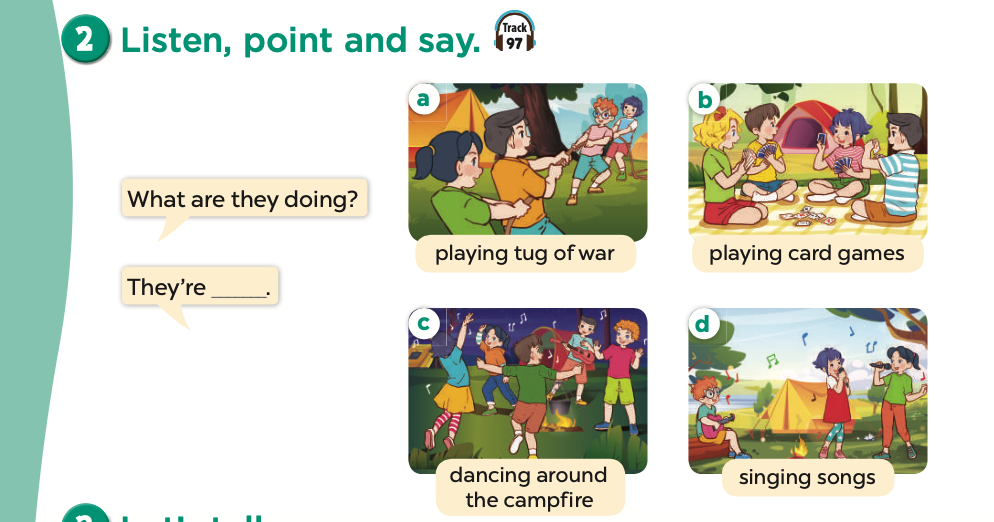 2 Listen, point and say. Track 97
What are they doing?
They're ______.
a
playing tug of war
b
playing card games
c
dancing around
the campfire
d
singing songs